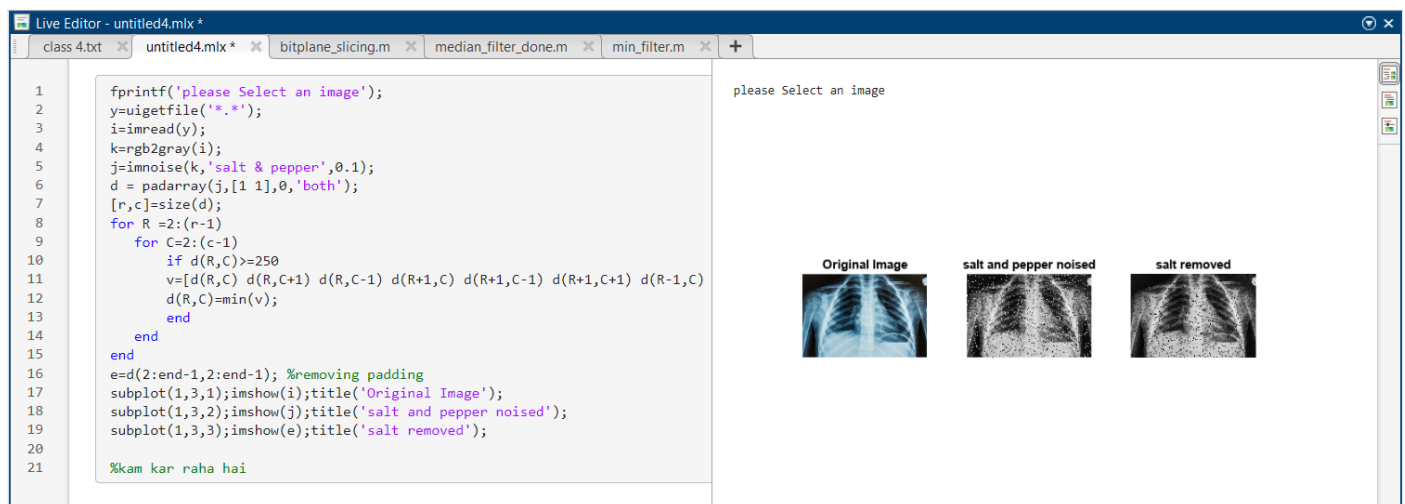 Live Editor - untitled4.mlx *
class 4.txt untitled4.mlx * bitplane_slicing.m median_filter_done.m min_filter.m
1 fprintf('please Select an image');
2 y=uigetfile('*.*');
3 i=imread(y);
4 k=rgb2gray(i);
5 j=imnoise(k,'salt & pepper',0.1);
6 d = padarray(j,[1 1],0,'both');
7 [r,c]=size(d);
8 for R =2:(r-1)
9 for C=2:(c-1)
10 if d(R,C)>=250
11 v=[d(R,C) d(R,C+1) d(R,C-1) d(R+1,C) d(R+1,C-1) d(R+1,C+1) d(R-1,C)
12 d(R,C)=min(v);
13 end
14 end
15 end
16 e=d(2:end-1,2:end-1); %removing padding
17 subplot(1,3,1);imshow(i);title('Original Image');
18 subplot(1,3,2);imshow(j);title('salt and pepper noised');
19 subplot(1,3,3);imshow(e);title('salt removed');
20
21 %kam kar raha hai
please Select an image
Original Image salt and pepper noised salt removed